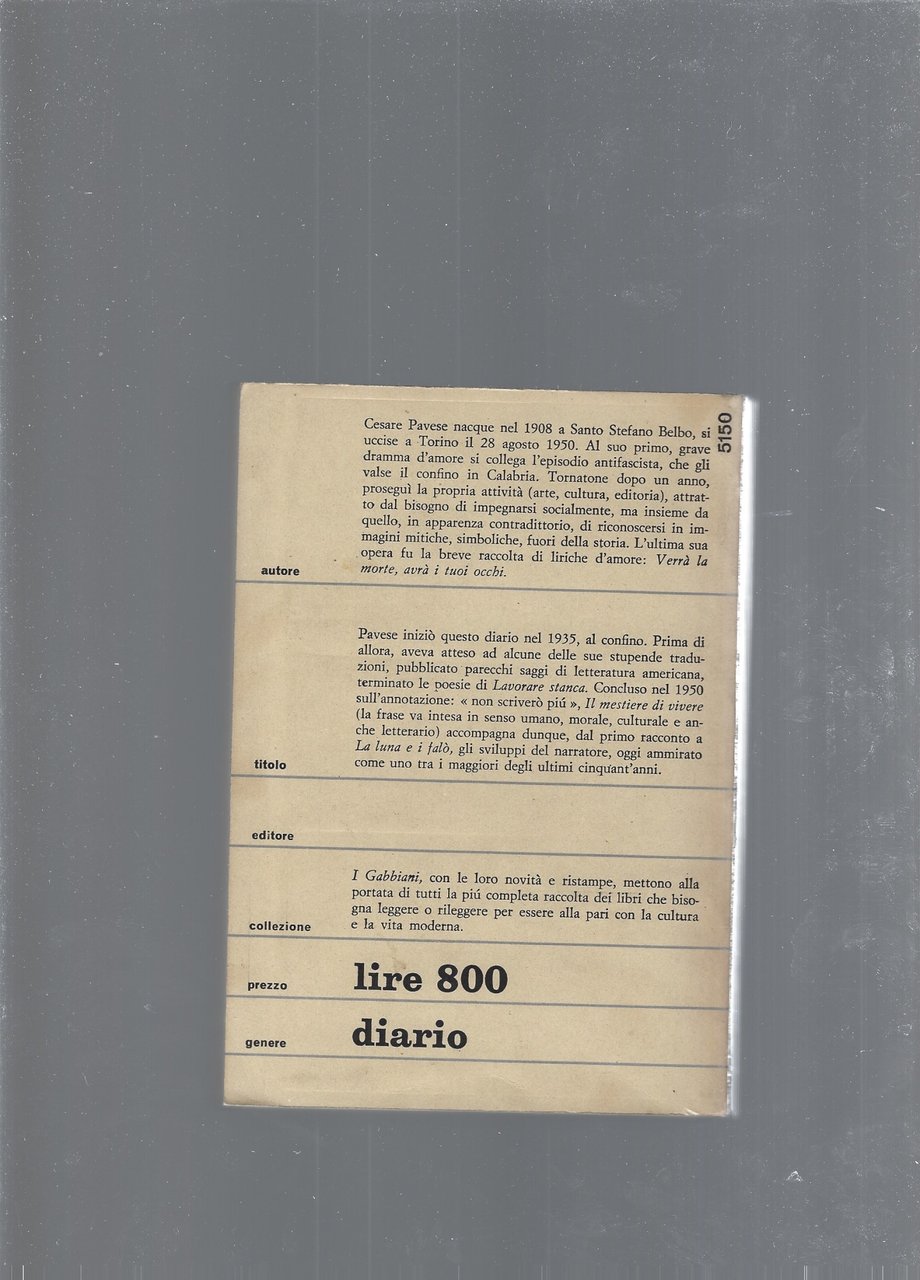 5150
Cesare Pavese nacque nel 1908 a Santo Stefano Belbo, si
uccise a Torino il 28 agosto 1950. Al suo primo, grave
dramma d'amore si collega l'episodio antifascista, che gli
valse il confino in Calabria. Tornatone dopo un anno,
proseguì la propria attività (arte, cultura, editoria), attrat-
to dal bisogno di impegnarsi socialmente, ma insieme da
quello, in apparenza contradittorio, di riconoscersi in im-
magini mitiche, simboliche, fuori della storia. L'ultima sua
opera fu la breve raccolta di liriche d'amore: Verrà la
autore morte, avrà i tuoi occhi.
Pavese iniziò questo diario nel 1935, al confino. Prima di
allora, aveva atteso ad alcune delle sue stupende tradu-
zioni, pubblicato parecchi saggi di letteratura americana,
terminato le poesie di Lavorare stanca. Concluso nel 1950
sull'annotazione: « non scriverò piú », Il mestiere di vivere
(la frase va intesa in senso umano, morale, culturale e an-
che letterario) accompagna dunque, dal primo racconto a
La luna e i falò, gli sviluppi del narratore, oggi ammirato
titolo come uno tra i maggiori degli ultimi cinquant'anni.
editore
I Gabbiani, con le loro novità e ristampe, mettono alla
portata di tutti la piú completa raccolta dei libri che biso-
gna leggere o rileggere per essere alla pari con la cultura
collezione e la vita moderna.
prezzo lire 800
genere diario